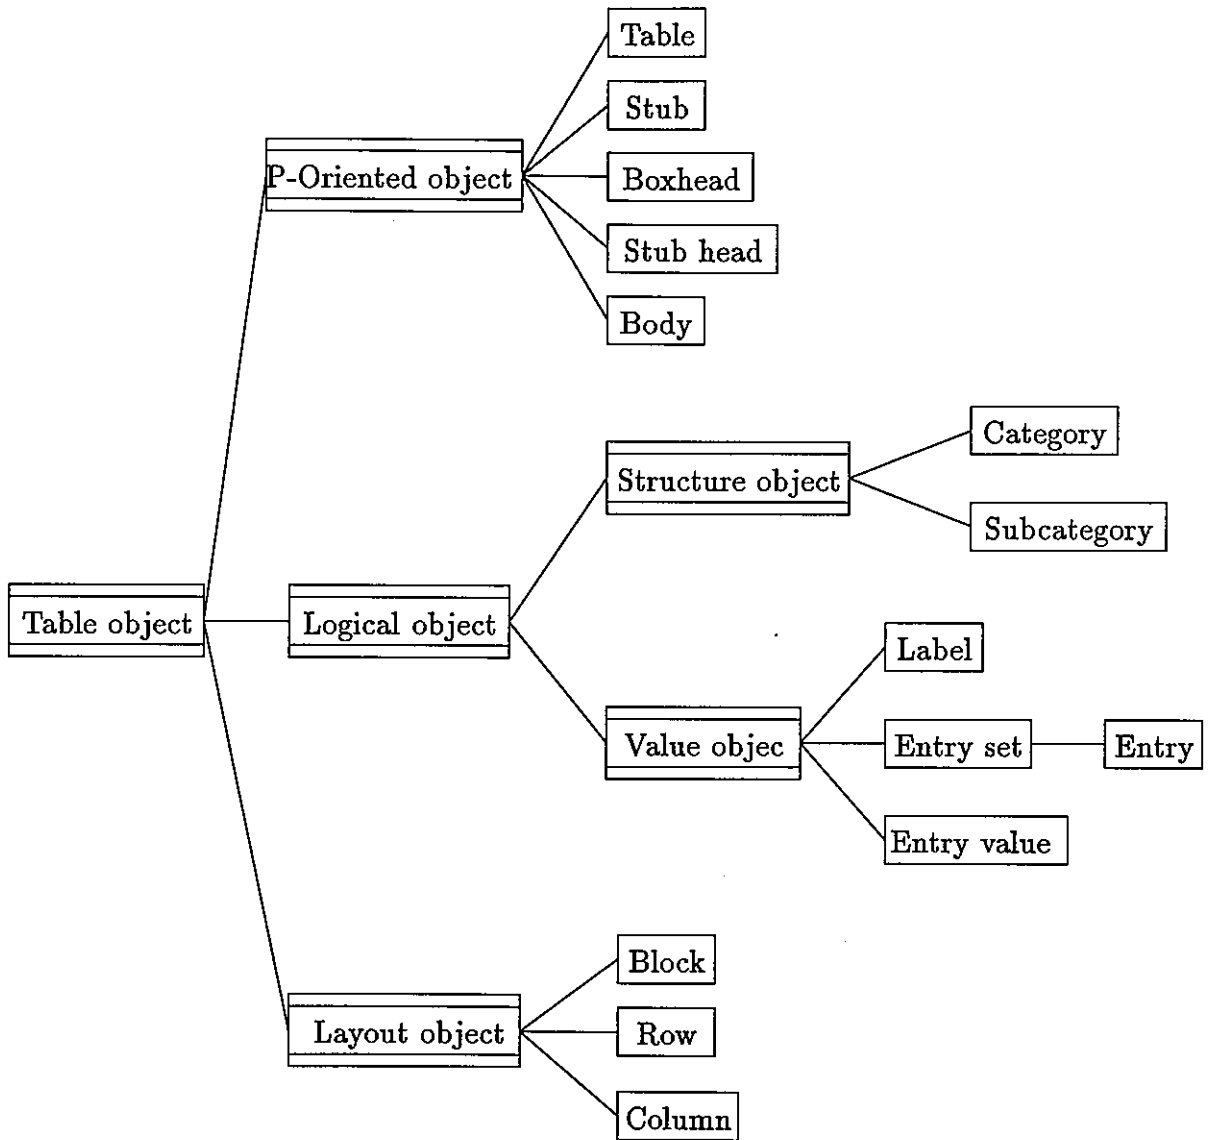 Table
Stub
P-Oriented object
Boxhead
Stub head
Body
Category
Structure object
Subcategory
Table object
Logical object
Label
Value objec
Entry set
Entry
Entry value
Block
Layout object
Row
Column